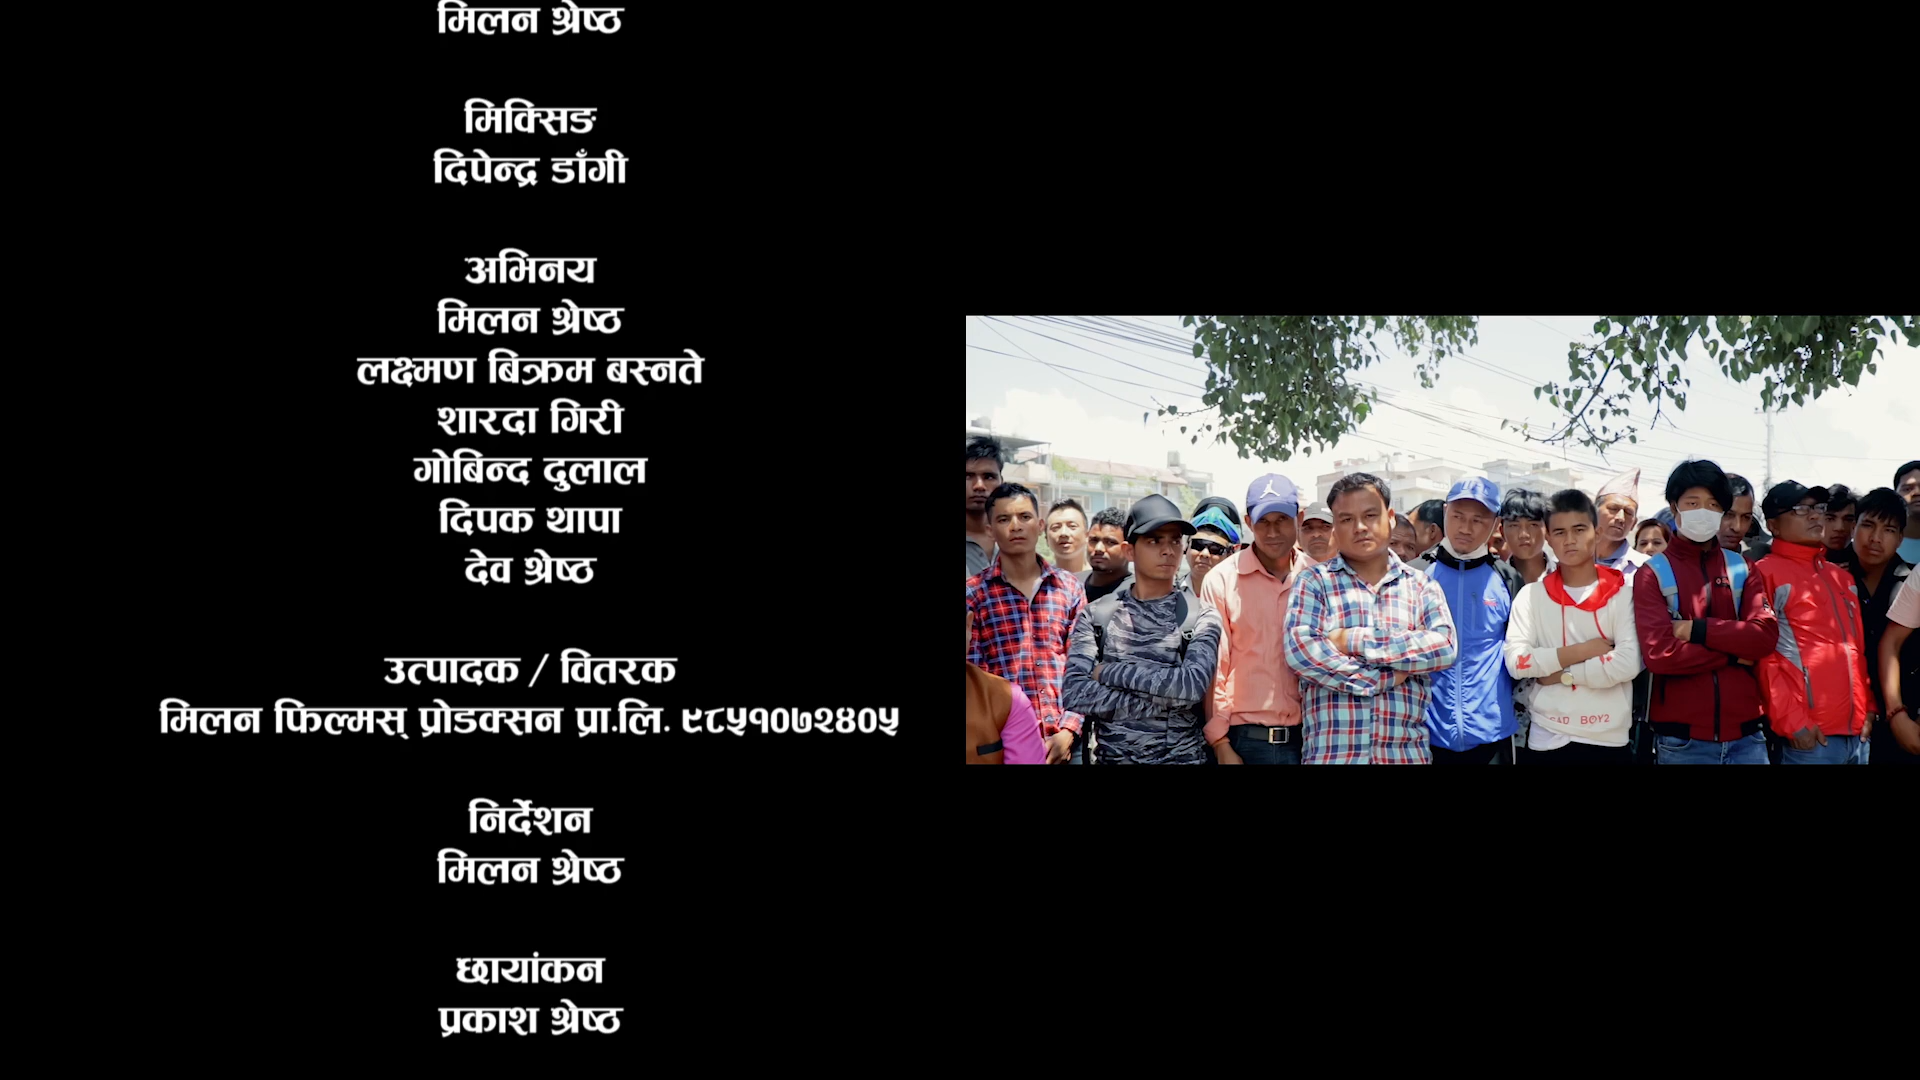 मिलन श्रेष्ठ
मिक्सिङ
दिपेन्द्र डाँगी
अभिनय
मिलन श्रेष्ठ
लक्ष्मण बिक्रम बस्नते
शारदा गिरी
गोबिन्द दुलाल
दिपक थापा
देव श्रेष्ठ
उत्पादक / वितरक
मिलन फिल्मस् प्रोडक्सन प्रा.लि. ९८५१०७२४०५
निर्देशन
मिलन श्रेष्ठ
छायांकन
प्रकाश श्रेष्ठ
BOY2